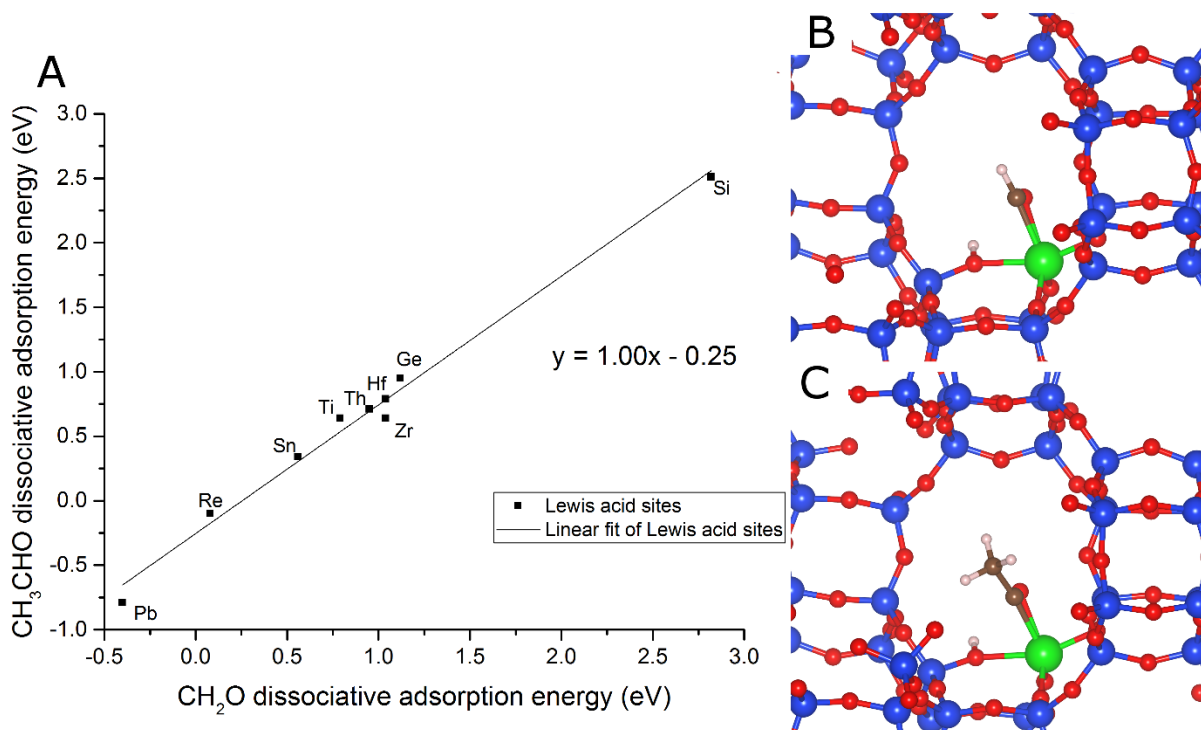 A
B
C
CH₃CHO dissociative adsorption energy (eV)
3.0
2.5
2.0
1.5
1.0
0.5
0.0
-0.5
-1.0
Si
y = 1.00x - 0.25
Ge
Hf
Th
Ti
Zr
Sn
Re
Pb
Lewis acid sites
Linear fit of Lewis acid sites
-0.5 0.0 0.5 1.0 1.5 2.0 2.5 3.0
CH₂O dissociative adsorption energy (eV)